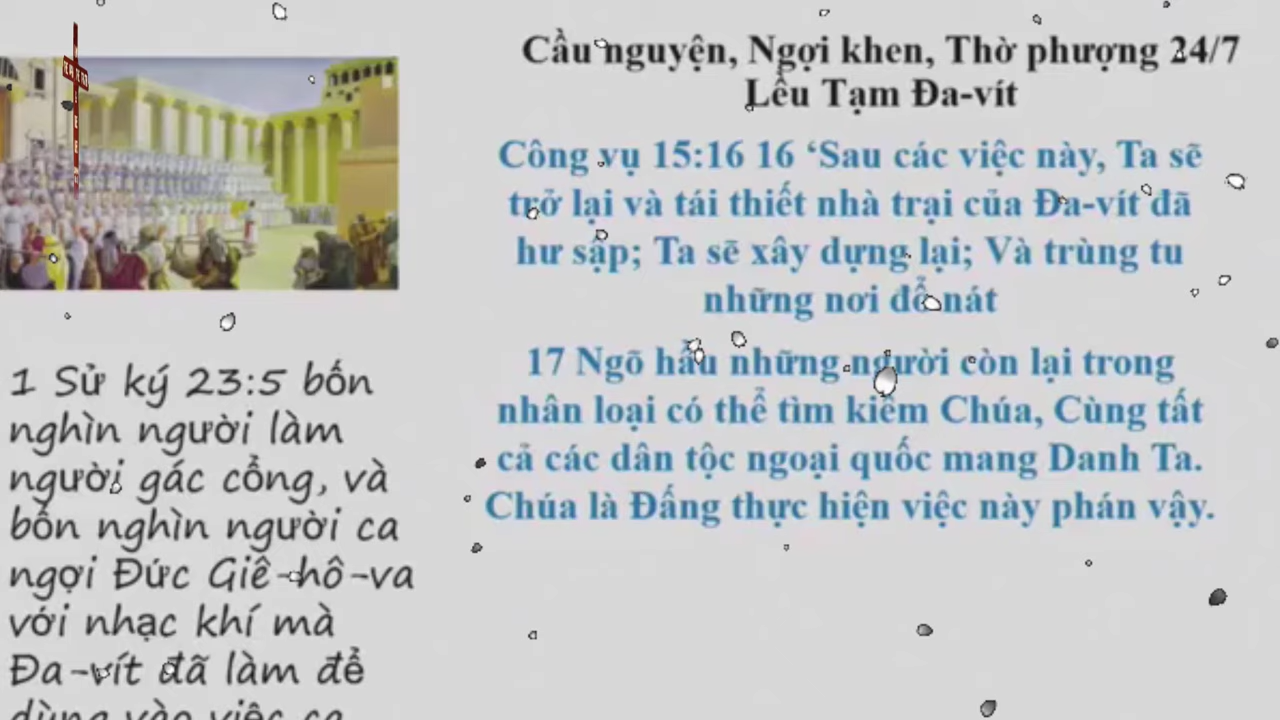 Cầu nguyện, Ngợi khen, Thờ phượng 24/7
Lều Tạm Đa-vít
Công vụ 15:16 16 ‘Sau các việc này, Ta sẽ
trở lại và tái thiết nhà trại của Đa-vít đã
hư sập; Ta sẽ xây dựng lại; Và trùng tu
những nơi đổ nát
17 Ngõ hầu những người còn lại trong
nhân loại có thể tìm kiếm Chúa, Cùng tất
cả các dân tộc ngoại quốc mang Danh Ta.
Chúa là Đấng thực hiện việc này phán vậy.
1 Sử ký 23:5 bốn
nghìn người làm
người gác cổng, và
bốn nghìn người ca
ngợi Đức Giê-hô-va
với nhạc khí mà
Đa-vít đã làm để
dùng vào việc ca